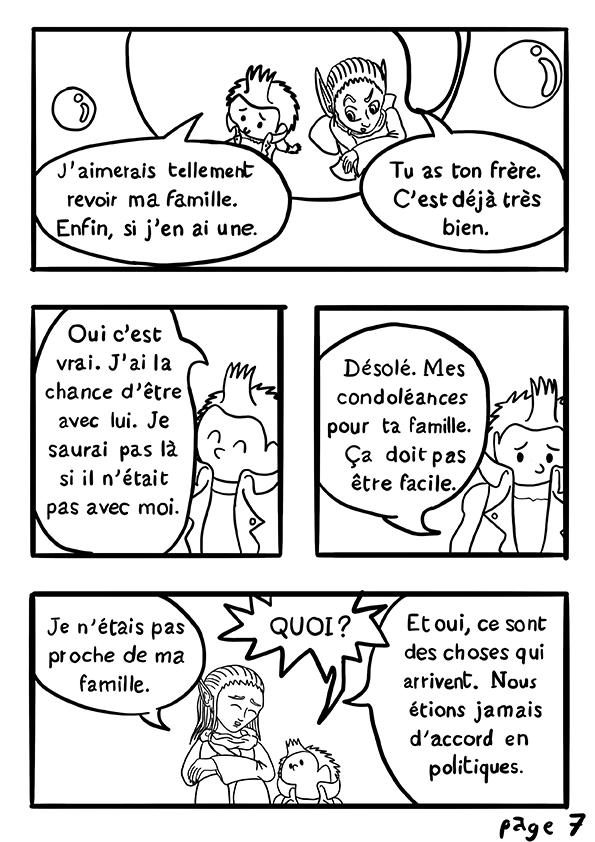 J'aimerais tellement
revoir ma famille.
Enfin, si j'en ai une.
Tu as ton frère.
C'est déjà très
bien.
Oui c'est
vrai. J'ai la
chance d'être
avec lui. Je
saurai pas là
si il n'était
pas avec moi.
Désolé. Mes
condoléances
pour ta famille.
Ça doit pas
être facile.
Je n'étais pas
proche de ma
famille.
QUOI?
Et oui, ce sont
des choses qui
arrivent. Nous
étions jamais
d'accord en
politiques.
page 7